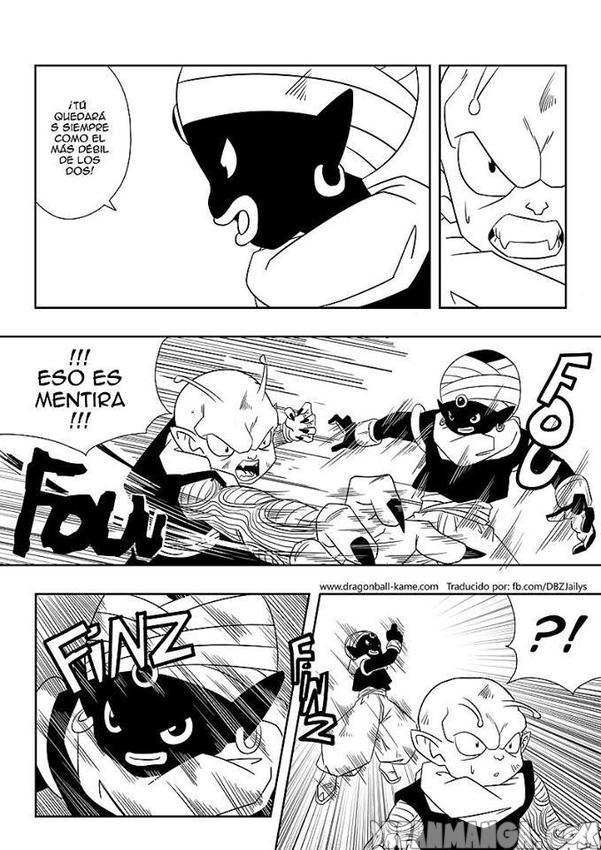 ¡TÚ
QUEDARÁ
S SIEMPRE
COMO EL
MÁS DÉBIL
DE LOS
DOS!
!!!
ESO ES
MENTIRA
!!!
FOU
FOUU
www.dragonball-kame.com Traducido por: fb.com/DBZJailys
FiNZ
FiNZ
?!